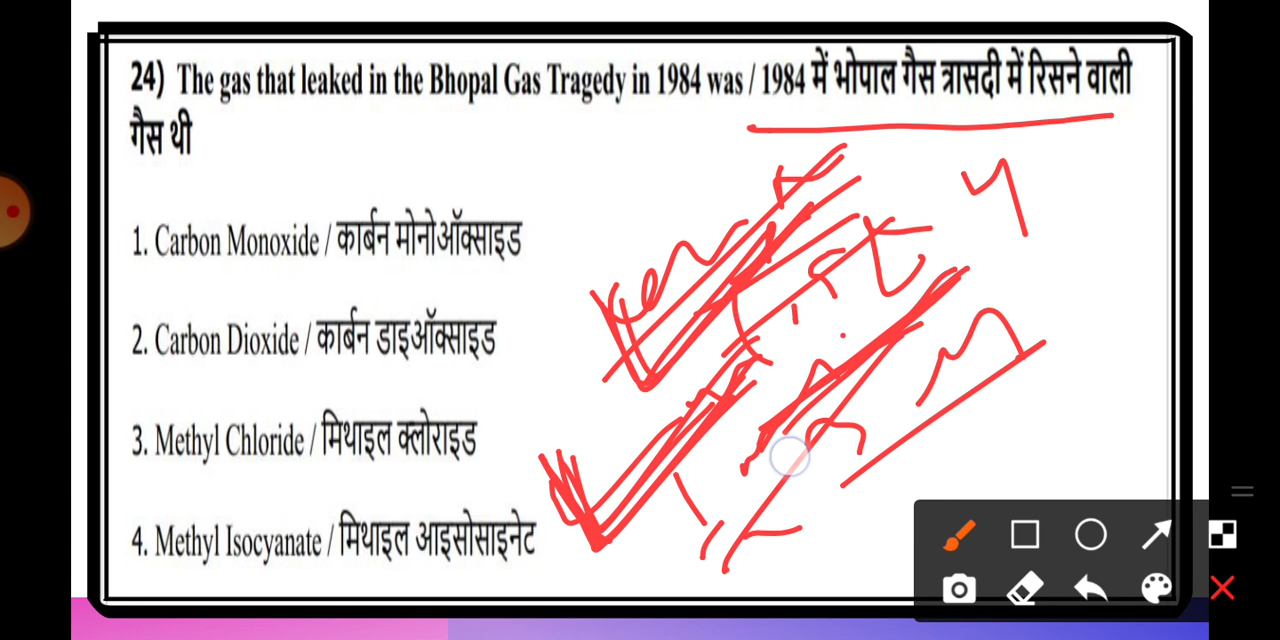 24) The gas that leaked in the Bhopal Gas Tragedy in 1984 was / 1984 में भोपाल गैस त्रासदी में रिसने वाली
गैस थी
1. Carbon Monoxide / कार्बन मोनोऑक्साइड
2. Carbon Dioxide / कार्बन डाइऑक्साइड
3. Methyl Chloride / मिथाइल क्लोराइड
4. Methyl Isocyanate / मिथाइल आइसोसाइनेट